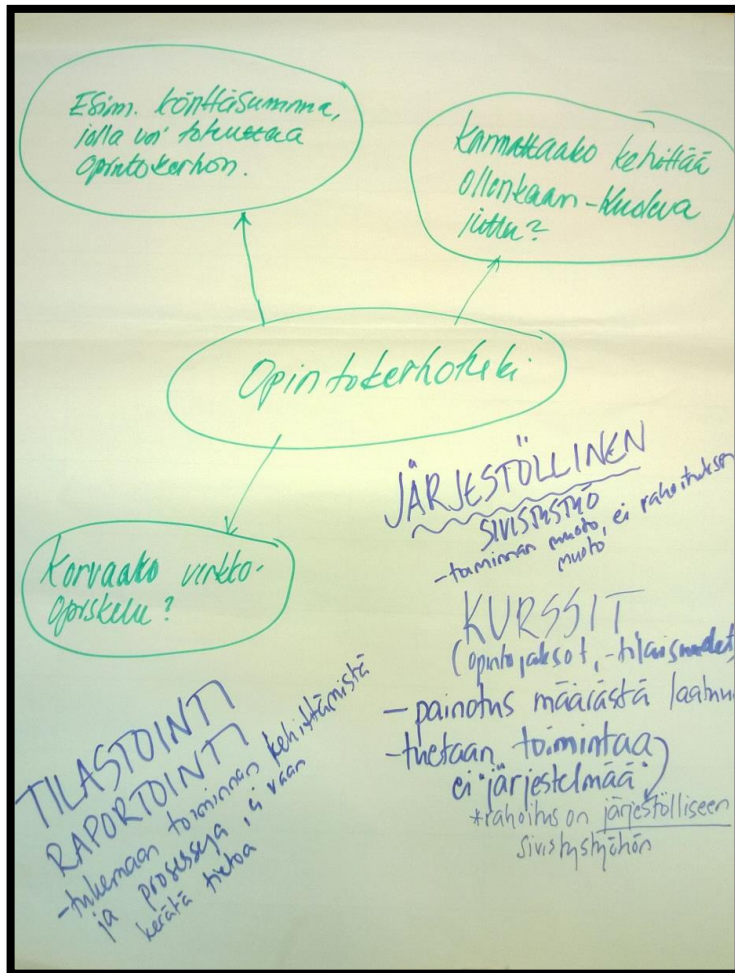 Esim. könttäsumma,
jolla voi toteuttaa
opintokerhon.
Kannattaako kehittää
ollenkaan - Kuoleva
juttu?
Opintokerhotuki
Korvaako verkko-
opiskelu?
JÄRJESTÖLLINEN
SIVISTYSTYÖ
- toiminnan muoto, ei rahoituksen
muoto
KURSSIT
(opintojaksot, -tilaisuudet,
- painotus määrästä laatuun
- tuetaan toimintaa
ei "järjestelmää"
*rahoitus on järjestölliseen
sivistystyöhön
TILASTOINTI
RAPORTOINTI
- tukemaan toiminnan kehittämistä
ja prosesseja, ei vaan
kerätä tietoa